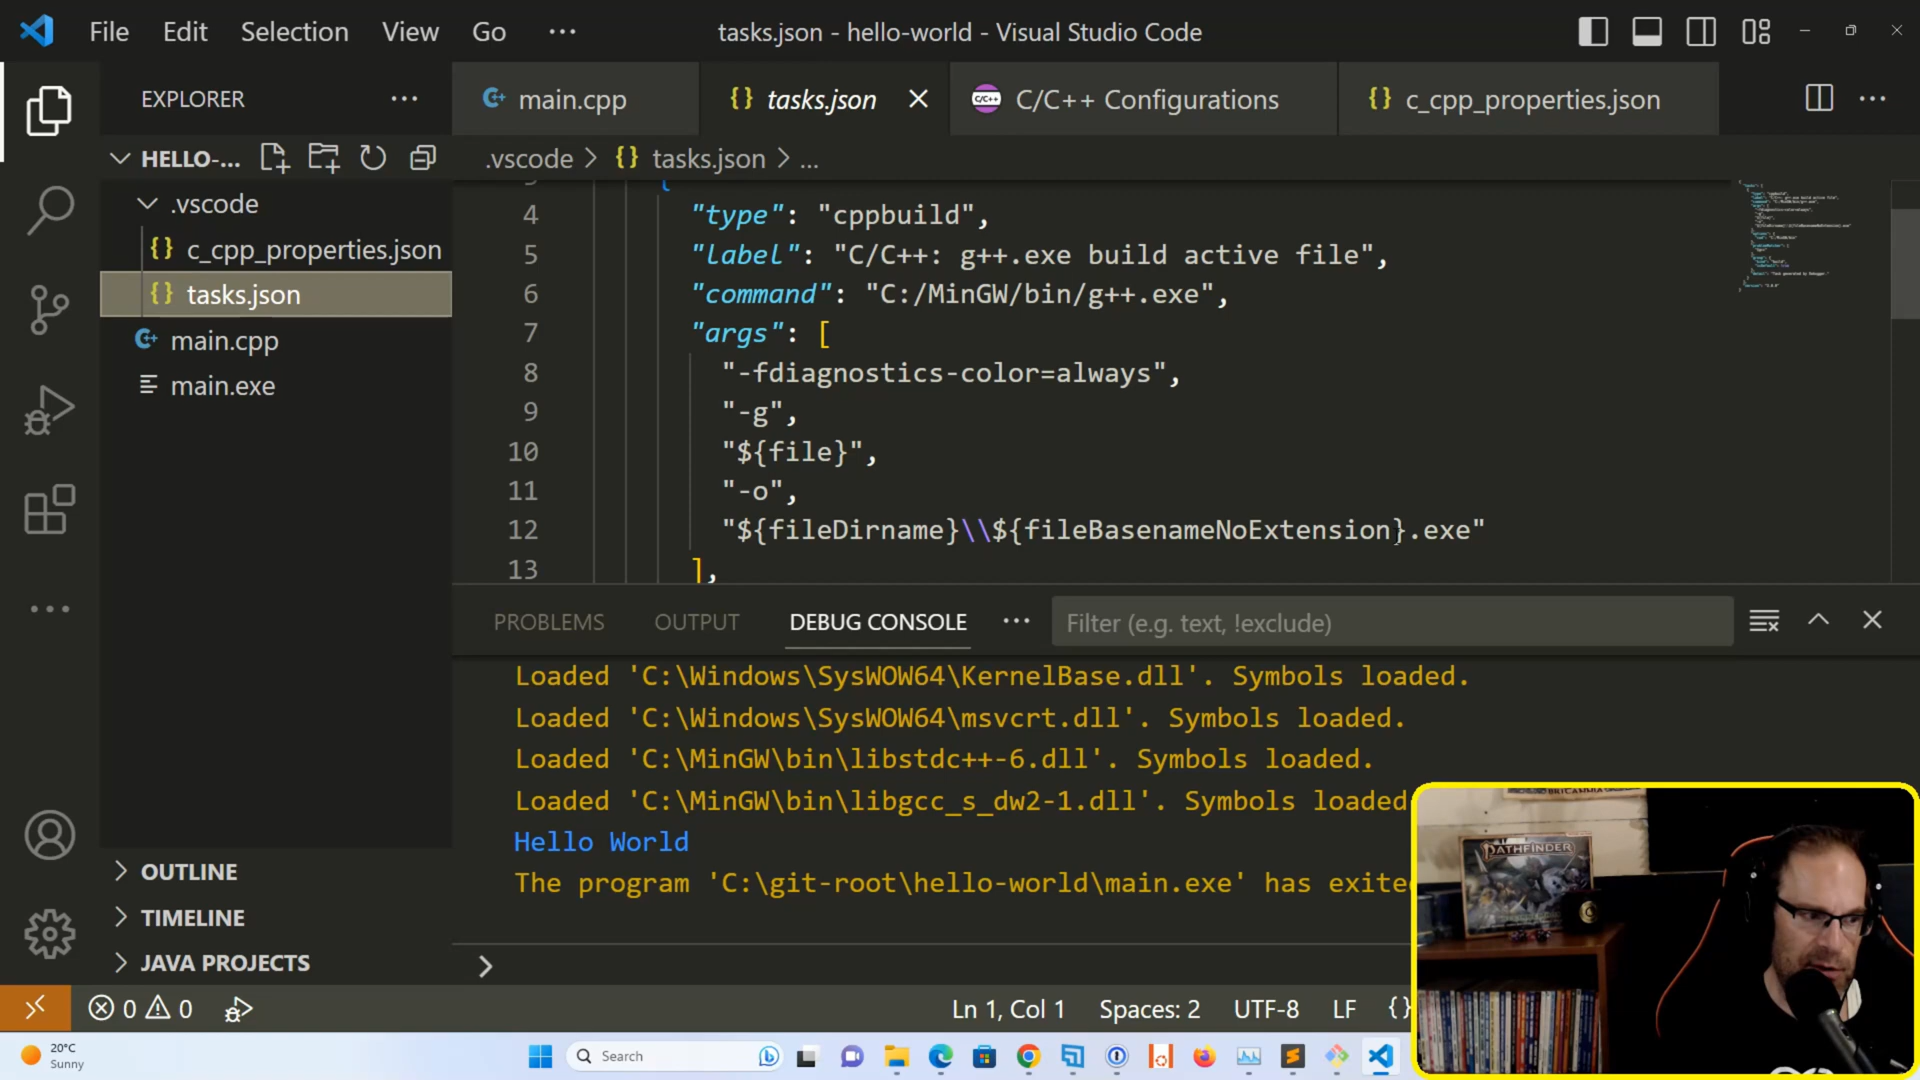 File Edit Selection View Go ...
tasks.json - hello-world - Visual Studio Code
EXPLORER
main.cpp
{} tasks.json
C/C++ Configurations
{} c_cpp_properties.json
HELLO-...
.vscode > {} tasks.json > ...
.vscode
{} c_cpp_properties.json
{} tasks.json
main.cpp
main.exe
4 "type": "cppbuild",
5 "label": "C/C++: g++.exe build active file",
6 "command": "C:/MinGW/bin/g++.exe",
7 "args": [
8 "-fdiagnostics-color=always",
9 "-g",
10 "${file}",
11 "-o",
12 "${fileDirname}\\${fileBasenameNoExtension}.exe"
13 ],
PROBLEMS OUTPUT DEBUG CONSOLE ... Filter (e.g. text, !exclude)
Loaded 'C:\Windows\SysWOW64\KernelBase.dll'. Symbols loaded.
Loaded 'C:\Windows\SysWOW64\msvcrt.dll'. Symbols loaded.
Loaded 'C:\MinGW\bin\libstdc++-6.dll'. Symbols loaded.
Loaded 'C:\MinGW\bin\libgcc_s_dw2-1.dll'. Symbols loaded
Hello World
The program 'C:\git-root\hello-world\main.exe' has exited
OUTLINE
TIMELINE
JAVA PROJECTS
PATHFINDER
0 0
Ln 1, Col 1 Spaces: 2 UTF-8 LF {}
20°C
Sunny
Search